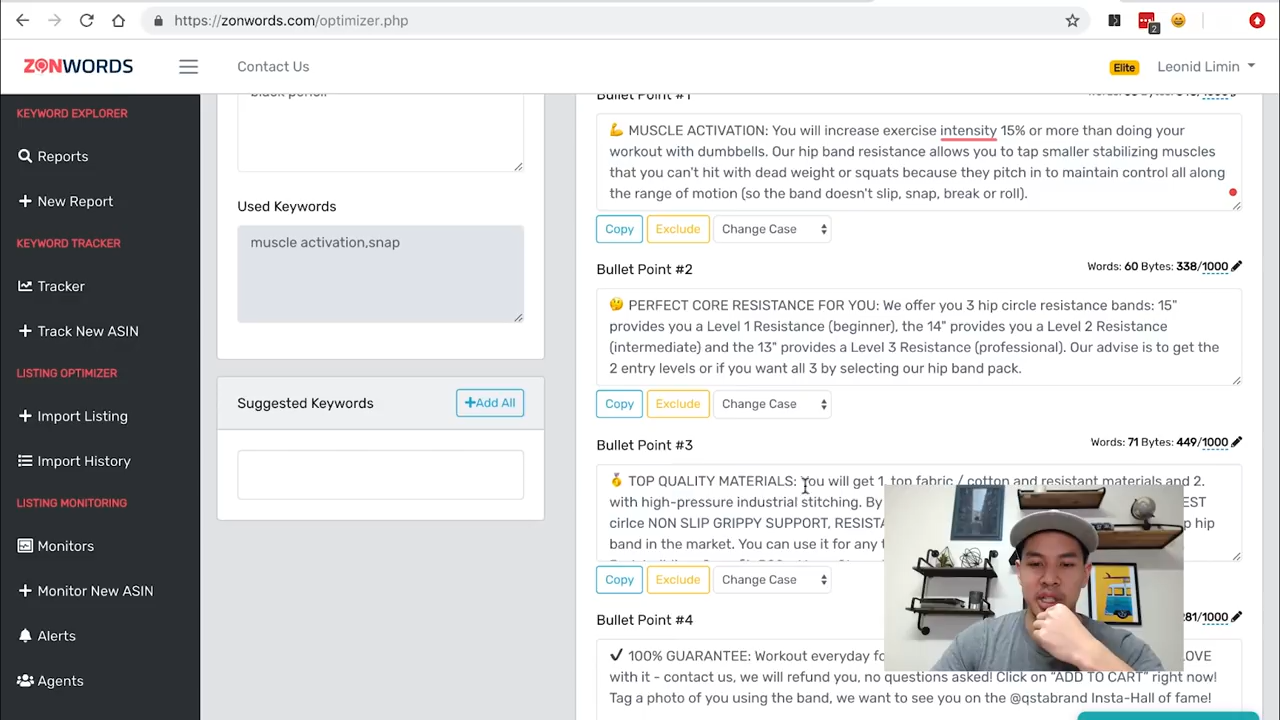 https://zonwords.com/optimizer.php
2
ZONWORDS
Contact Us
Elite
Leonid Limin
KEYWORD EXPLORER
Reports
New Report
KEYWORD TRACKER
Tracker
Track New ASIN
LISTING OPTIMIZER
Import Listing
Import History
LISTING MONITORING
Monitors
Monitor New ASIN
Alerts
Agents
Used Keywords
muscle activation,snap
Suggested Keywords
Add All
Bullet Point #1
💪 MUSCLE ACTIVATION: You will increase exercise intensity 15% or more than doing your
workout with dumbbells. Our hip band resistance allows you to tap smaller stabilizing muscles
that you can't hit with dead weight or squats because they pitch in to maintain control all along
the range of motion (so the band doesn't slip, snap, break or roll).
Copy
Exclude
Change Case
Bullet Point #2
Words: 60 Bytes: 338/1000
🤔 PERFECT CORE RESISTANCE FOR YOU: We offer you 3 hip circle resistance bands: 15"
provides you a Level 1 Resistance (beginner), the 14" provides you a Level 2 Resistance
(intermediate) and the 13" provides a Level 3 Resistance (professional). Our advise is to get the
2 entry levels or if you want all 3 by selecting our hip band pack.
Copy
Exclude
Change Case
Bullet Point #3
Words: 71 Bytes: 449/1000
🥇 TOP QUALITY MATERIALS: You will get 1. top fabric / cotton and resistant materials and 2.
with high-pressure industrial stitching. By
cirlce NON SLIP GRIPPY SUPPORT,
hip
band in the market. You can use it for any
Copy
Exclude
Change Case
Bullet Point #4
281/1000
✔ 100% GUARANTEE: Workout everyday
with it - contact us, we will refund you, no questions asked! Click on "ADD TO CART" right now!
Tag a photo of you using the band, we want to see you on the @qstabrand Insta-Hall of fame!